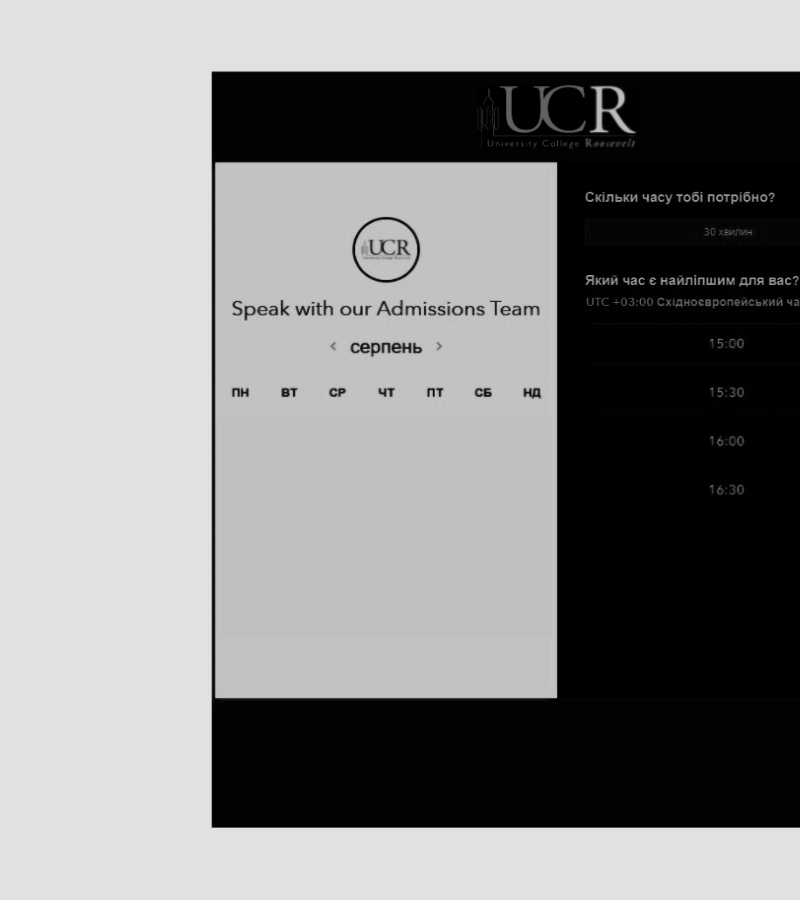 UCR
University College Roosevelt
UCR
Speak with our Admissions Team
< серпень >
ПН ВТ СР ЧТ ПТ СБ НД
Скільки часу тобі потрібно?
30 хвилин
Який час є найліпшим для вас?
UTC +03:00 Східноєвропейський
15:00
15:30
16:00
16:30